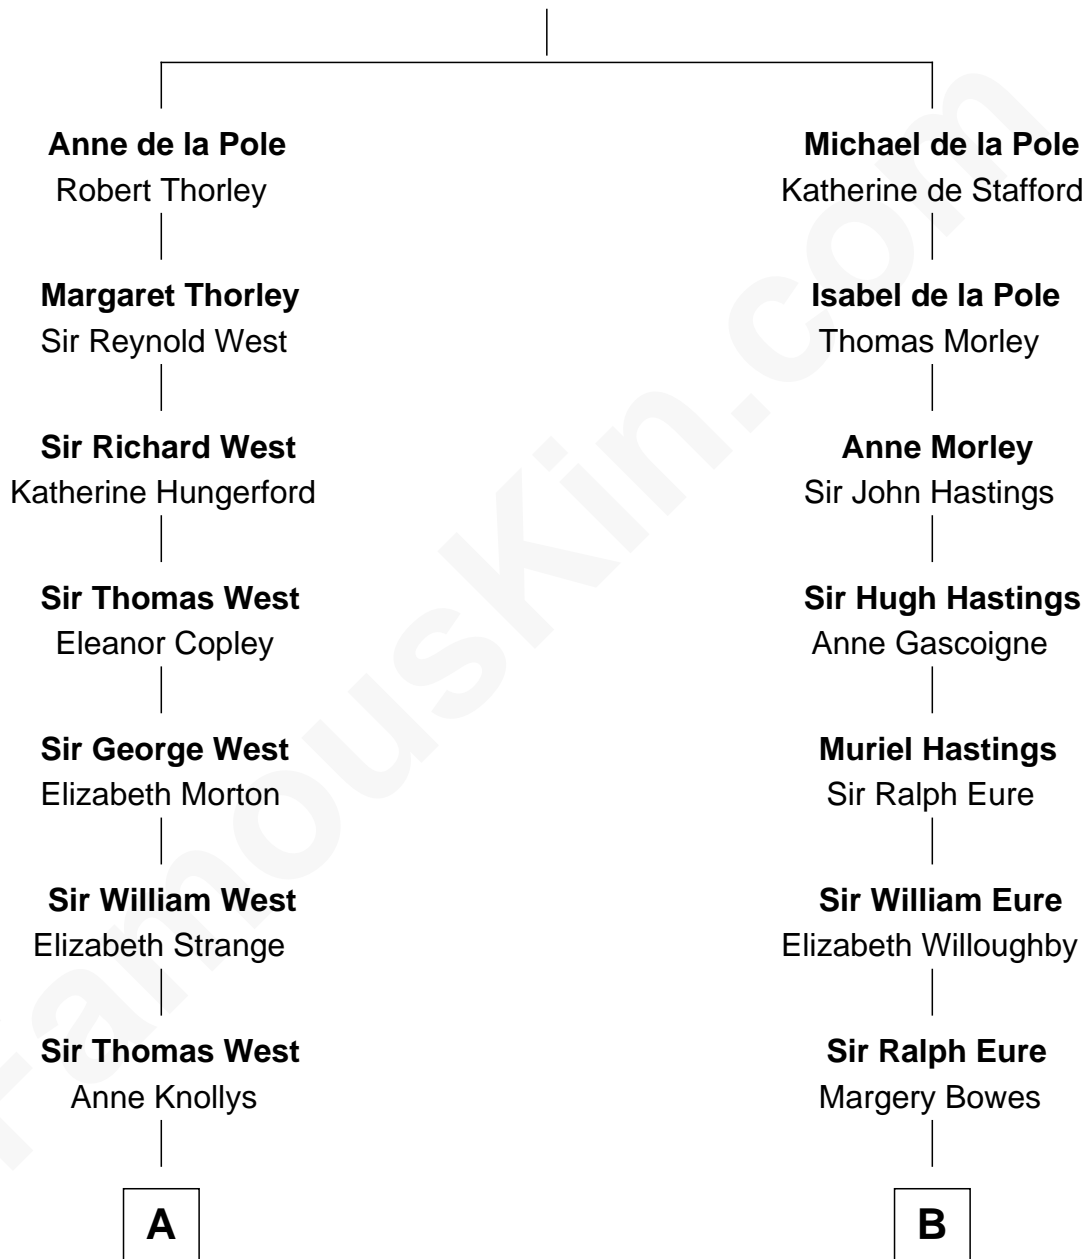 Anne de la Pole
Robert Thorley
Margaret Thorley
Sir Reynold West
Sir Richard West
Katherine Hungerford
Sir Thomas West
Eleanor Copley
Sir George West
Elizabeth Morton
Sir William West
Elizabeth Strange
Sir Thomas West
Anne Knollys
A
Michael de la Pole
Katherine de Stafford
Isabel de la Pole
Thomas Morley
Anne Morley
Sir John Hastings
Sir Hugh Hastings
Anne Gascoigne
Muriel Hastings
Sir Ralph Eure
Sir William Eure
Elizabeth Willoughby
Sir Ralph Eure
Margery Bowes
B
FamousKin.com